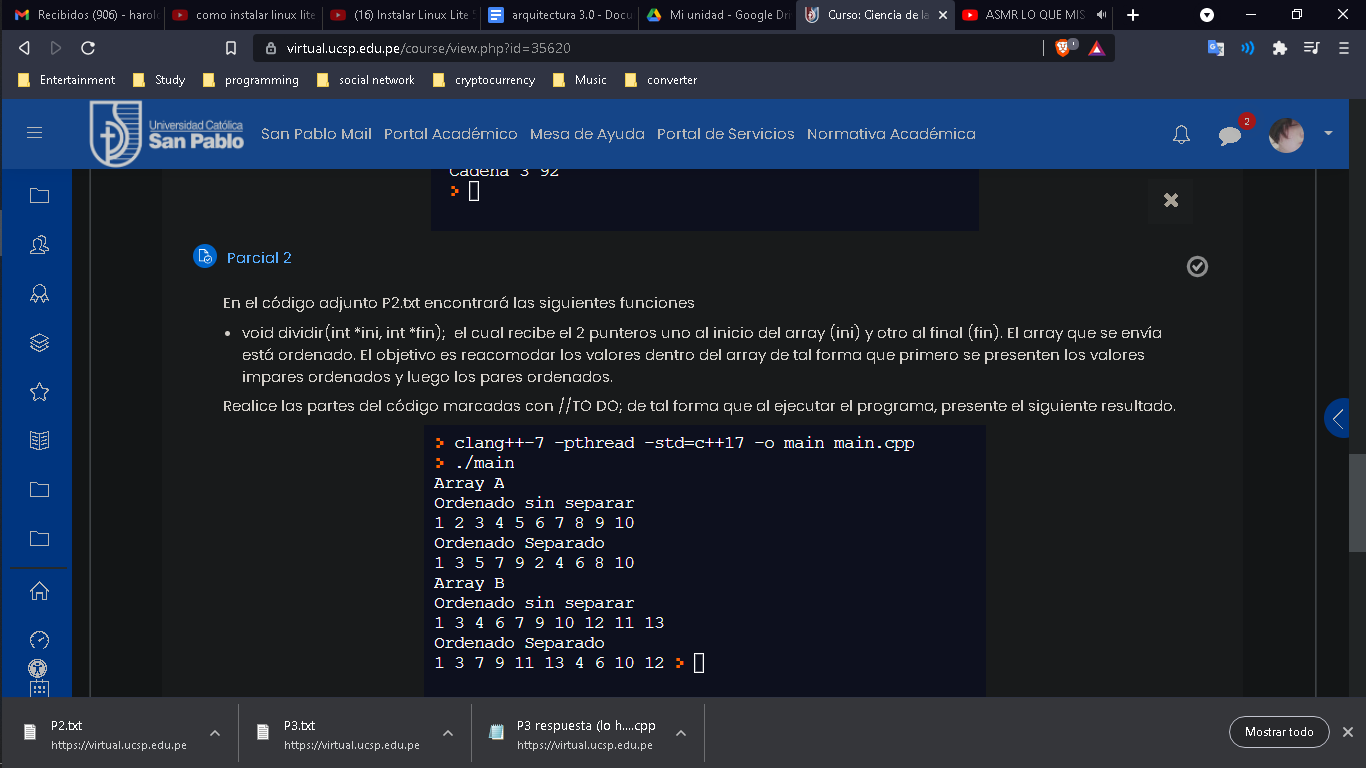 Recibidos (906) - harol
como instalar linux lite
(16) Instalar Linux Lite
arquitectura 3.0 - Docu
Mi unidad - Google Dri
Curso: Ciencia de la
ASMR LO QUE MIS
virtual.ucsp.edu.pe/course/view.php?id=35620
Entertainment Study programming social network cryptocurrency Music converter
Universidad Católica
San Pablo
San Pablo Mail Portal Académico Mesa de Ayuda Portal de Servicios Normativa Académica
2
Cadena 3 92
>
Parcial 2
En el código adjunto P2.txt encontrará las siguientes funciones
• void dividir(int *ini, int *fin); el cual recibe el 2 punteros uno al inicio del array (ini) y otro al final (fin). El array que se envía
está ordenado. El objetivo es reacomodar los valores dentro del array de tal forma que primero se presenten los valores
impares ordenados y luego los pares ordenados.
Realice las partes del código marcadas con //TO DO; de tal forma que al ejecutar el programa, presente el siguiente resultado.
> clang++-7 -pthread -std=c++17 -o main main.cpp
> ./main
Array A
Ordenado sin separar
1 2 3 4 5 6 7 8 9 10
Ordenado Separado
1 3 5 7 9 2 4 6 8 10
Array B
Ordenado sin separar
1 3 4 6 7 9 10 12 11 13
Ordenado Separado
1 3 7 9 11 13 4 6 10 12 >
P2.txt
https://virtual.ucsp.edu.pe
P3.txt
https://virtual.ucsp.edu.pe
P3 respuesta (lo h....cpp
https://virtual.ucsp.edu.pe
Mostrar todo